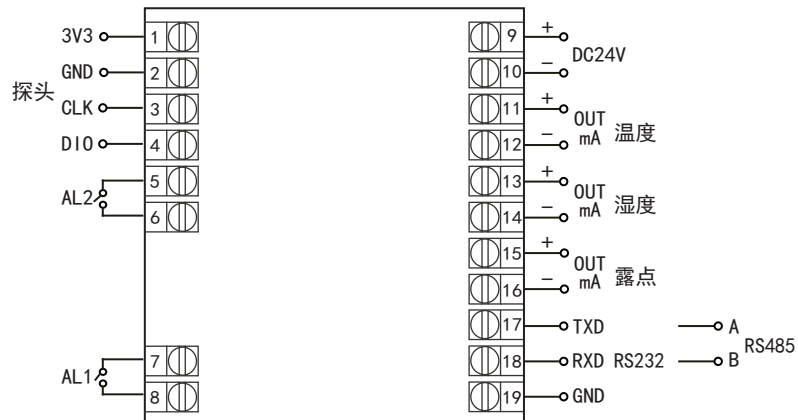 3V3 1
GND 2
探头
CLK 3
DIO 4
5
AL2
6
7
AL1
8
9 + DC24V
10 −
11 + OUT
mA 温度
12 −
13 + OUT
mA 湿度
14 −
15 + OUT
mA 露点
16 −
17 TXD A
RS485
18 RXD RS232 B
19 GND